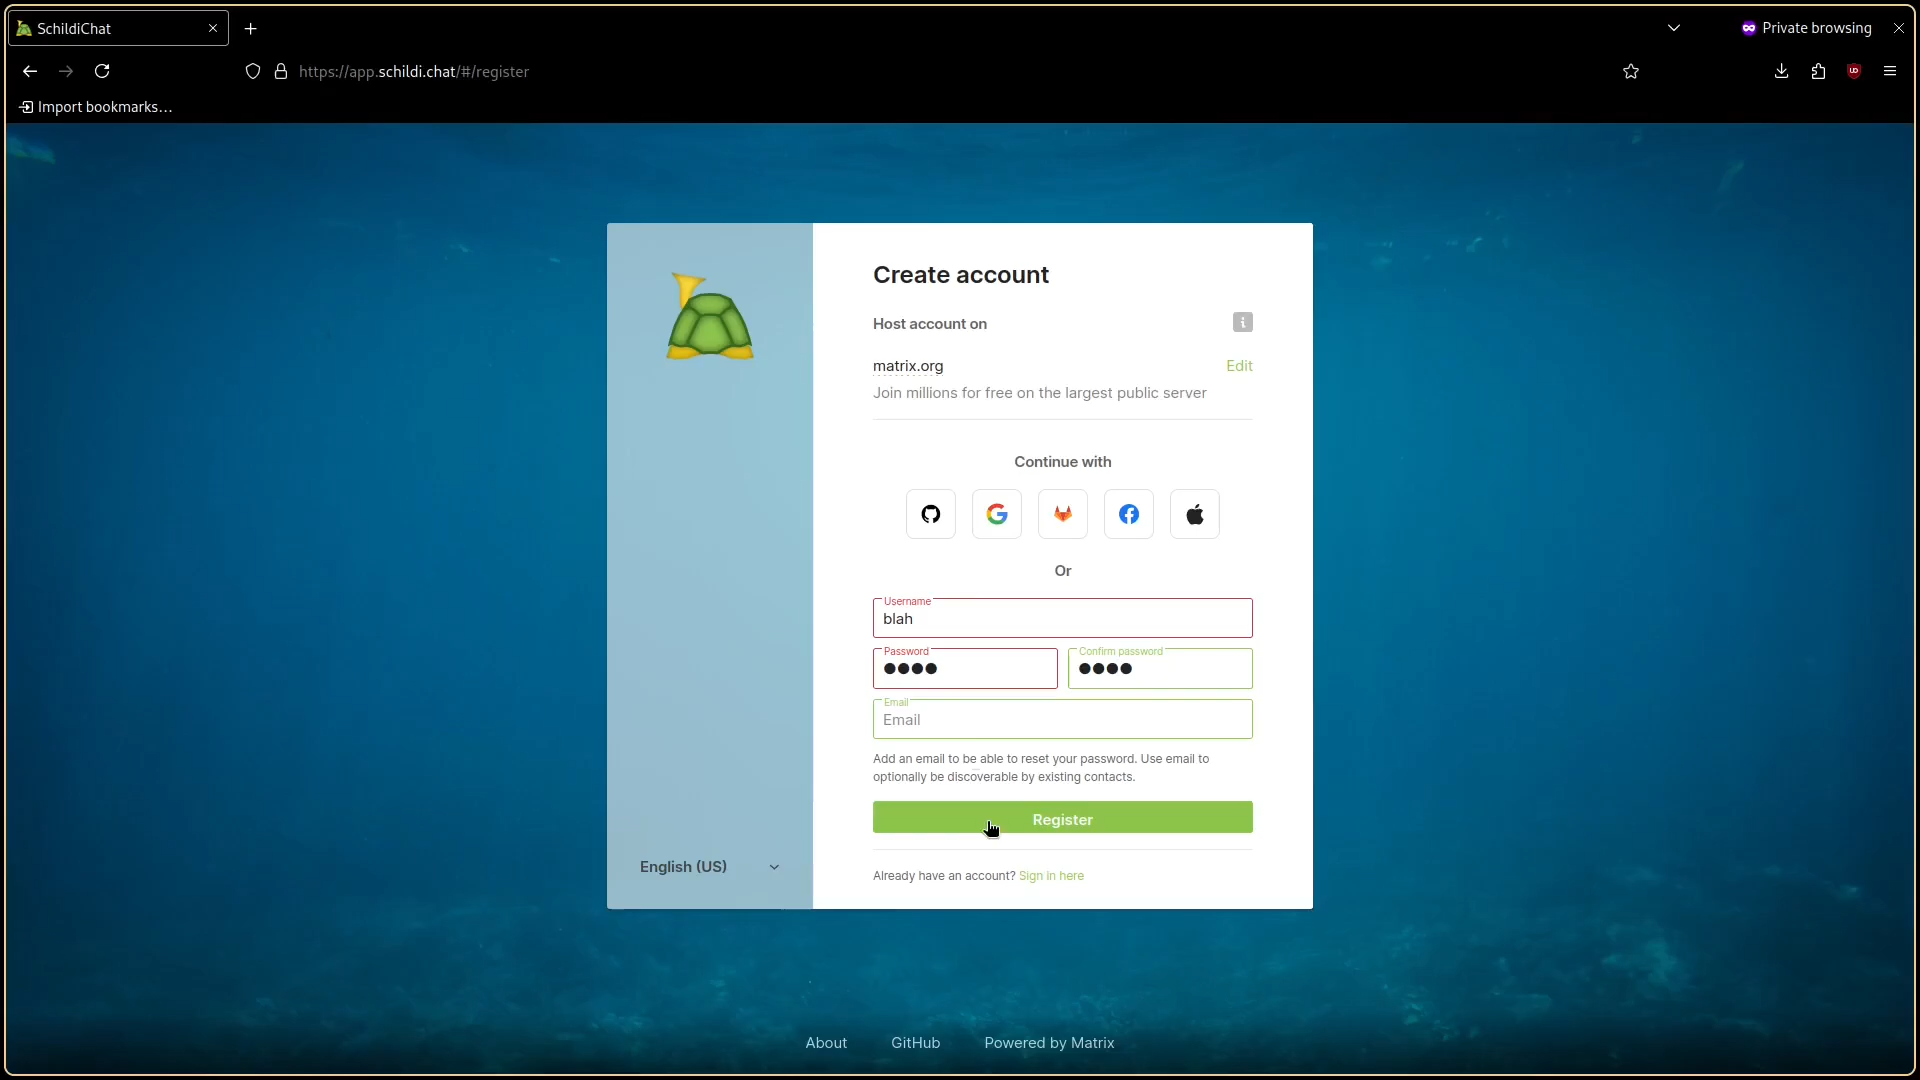 SchildiChat
Private browsing
https://app.schildi.chat/#/register
Import bookmarks...
Create account
Host account on
matrix.org
Edit
Join millions for free on the largest public server
Continue with
Or
Username
blah
Password
Confirm password
Email
Email
Add an email to be able to reset your password. Use email to
optionally be discoverable by existing contacts.
Register
English (US)
Already have an account? Sign in here
About
GitHub
Powered by Matrix